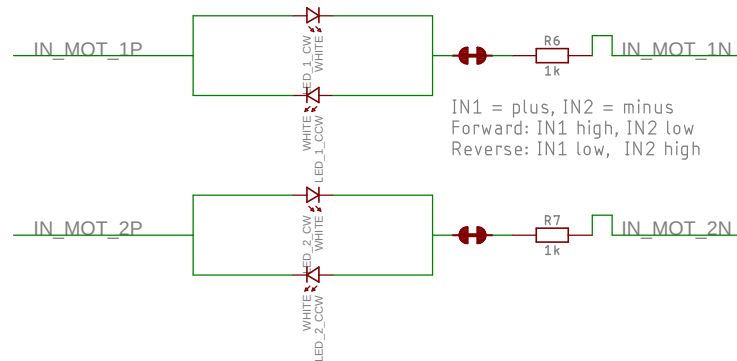 IN_MOT_1P
LED_1_CW
WHITE
WHITE
LED_1_CCW
R6
1k
IN_MOT_1N
IN1 = plus, IN2 = minus
Forward: IN1 high, IN2 low
Reverse: IN1 low, IN2 high
IN_MOT_2P
LED_2_CW
WHITE
WHITE
LED_2_CCW
R7
1k
IN_MOT_2N